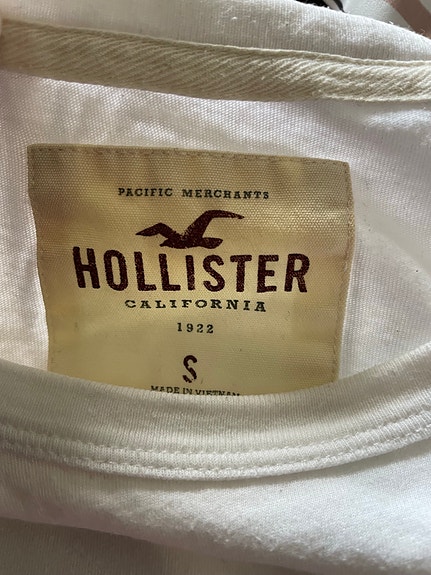 PACIFIC MERCHANTS
HOLLISTER
CALIFORNIA
1922
S
MADE IN VIETNAM